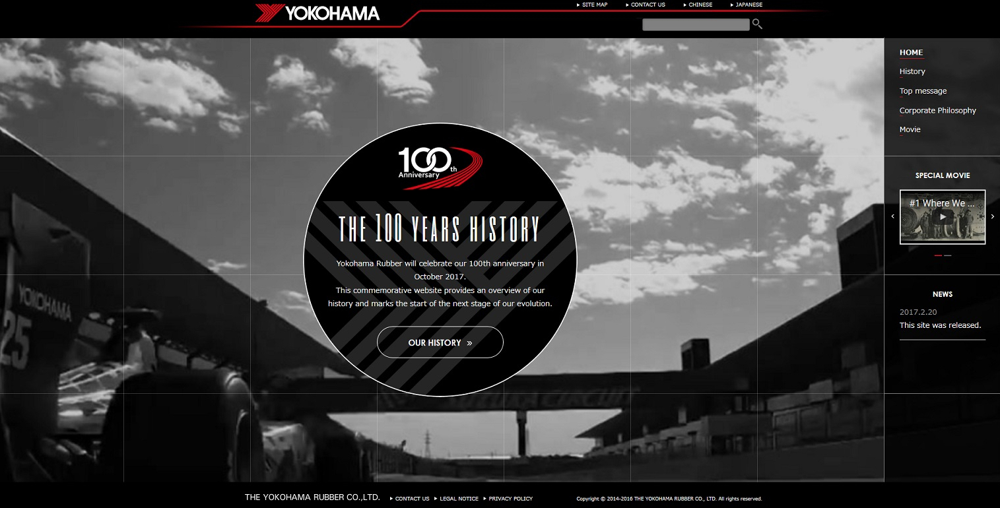 YOKOHAMA
SITE MAP
CONTACT US
CHINESE
JAPANESE
HOME
History
Top message
Corporate Philosophy
Movie
SPECIAL MOVIE
#1 Where We ...
NEWS
2017.2.20
This site was released.
100th
Anniversary
THE 100 YEARS HISTORY
Yokohama Rubber will celebrate our 100th anniversary in
October 2017.
This commemorative website provides an overview of our
history and marks the start of the next stage of our evolution.
OUR HISTORY »
YOKOHAMA
25
THE YOKOHAMA RUBBER CO.,LTD.
CONTACT US
LEGAL NOTICE
PRIVACY POLICY
Copyright © 2014-2016 THE YOKOHAMA RUBBER CO., LTD. All rights reserved.